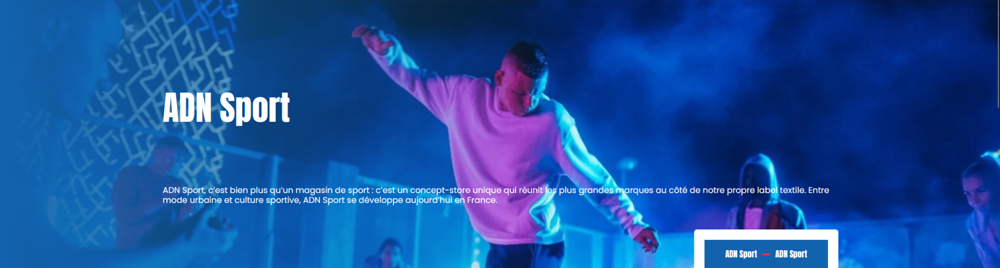 ADN Sport
ADN Sport, c'est bien plus qu'un magasin de sport : c'est un concept-store unique qui réunit les plus grandes marques au côté de notre propre label textile. Entre
mode urbaine et culture sportive, ADN Sport se développe aujourd'hui en France.
ADN Sport — ADN Sport